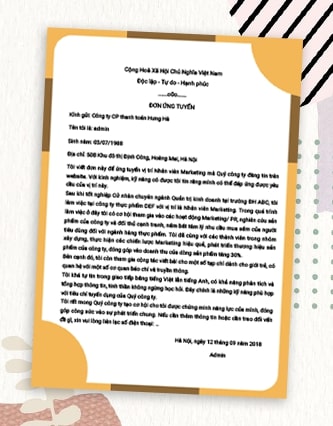 Cộng Hoà Xã Hội Chủ Nghĩa Việt Nam
Độc lập - Tự do - Hạnh phúc
......o0o......
ĐƠN ỨNG TUYỂN
Kính gửi: Công ty CP thanh toán Hưng Hà
Tên tôi là: admin
Sinh năm: 05/07/1988
Địa chỉ: 50B Khu đô thị Định Công, Hoàng Mai, Hà Nội
Tôi viết đơn này để ứng tuyển vị trí Nhân viên Marketing mà Quý công ty đăng tin trên
website. Với kinh nghiệm, kỹ năng có được tôi tin rằng mình có thể đáp ứng được yêu
cầu của vị trí này.
Sau khi tốt nghiệp Cử nhân chuyên ngành Quản trị kinh doanh tại trường ĐH ABC, tôi
làm việc tại công ty thực phẩm DEF với vị trí là Nhân viên Marketing. Trong quá trình
làm việc ở đây tôi có cơ hội tham gia vào các hoạt động Marketing/ PR, nghiên cứu sản
phẩm của công ty và đối thủ cạnh tranh, nắm bắt tâm lý nhu cầu mua sắm của người
tiêu dùng đối với ngành hàng thực phẩm. Tôi đã cùng với các thành viên trong nhóm
xây dựng, thực hiện các chiến lược Marketing hiệu quả, phát triển thương hiệu sản
phẩm của công ty, đóng góp vào doanh thu của dòng sản phẩm tăng 30%.
Bên cạnh đó, tôi còn tham gia cộng tác viết bài cho một số tạp chí dành cho giới trẻ, có
quan hệ với một số cơ quan báo chí và truyền thông.
Tôi khá tự tin trong giao tiếp bằng tiếng Việt lẫn tiếng Anh, có khả năng phân tích và
tổng hợp thông tin, tinh thần không ngừng học hỏi. Đây chính là những kỹ năng phù hợp
với tiêu chí tuyển dụng của Quý công ty.
Tôi rất mong Quý công ty tạo cơ hội cho tôi được chứng minh năng lực của mình, đóng
góp công sức vào sự phát triển chung. Nếu cần thêm thông tin hoặc cần trao đổi vấn
đề gì, xin vui lòng liên lạc số điện thoại: ...
Hà Nội, ngày 12 tháng 09 năm 2018
Admin